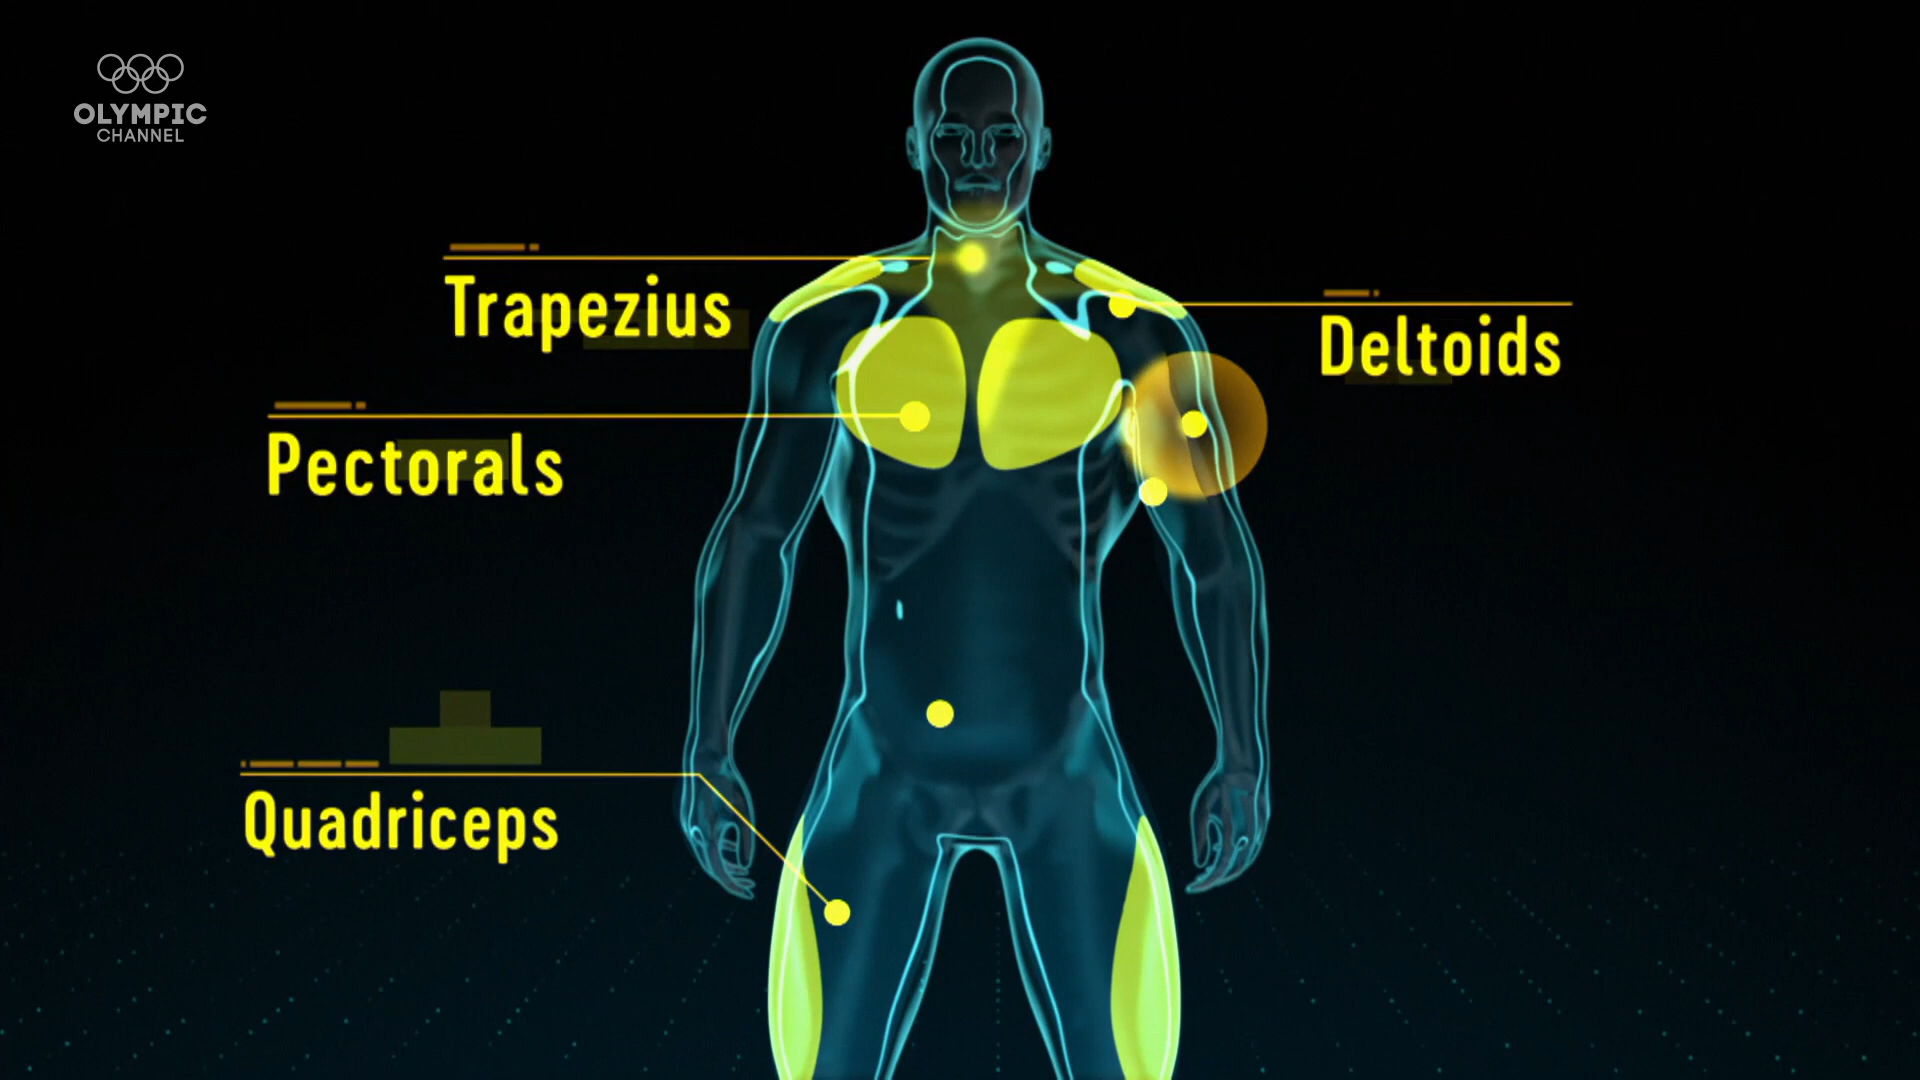 OLYMPIC
CHANNEL
Trapezius
Deltoids
Pectorals
Quadriceps